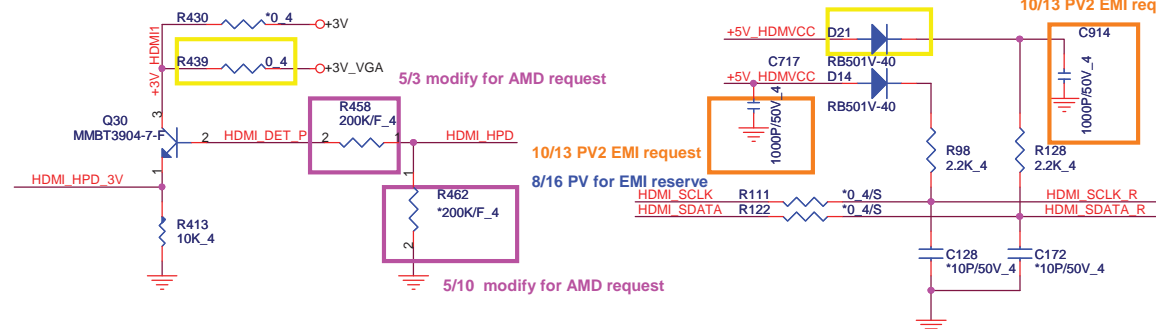 10/13 PV2 EMI req
R430
*0_4
+3V
+3V_HDMI1
R439
0_4
+3V_VGA
5/3 modify for AMD request
Q30
MMBT3904-7-F
3
2
1
HDMI_DET_P
R458
200K/F_4
2
1
HDMI_HPD
HDMI_HPD_3V
R413
10K_4
1
R462
*200K/F_4
2
5/10 modify for AMD request
+5V_HDMVCC
D21
RB501V-40
C914
1000P/50V_4
C717
+5V_HDMVCC
D14
RB501V-40
1000P/50V_4
10/13 PV2 EMI request
8/16 PV for EMI reserve
R98
2.2K_4
R128
2.2K_4
HDMI_SCLK
R111
*0_4/S
HDMI_SCLK_R
HDMI_SDATA
R122
*0_4/S
HDMI_SDATA_R
C128
*10P/50V_4
C172
*10P/50V_4